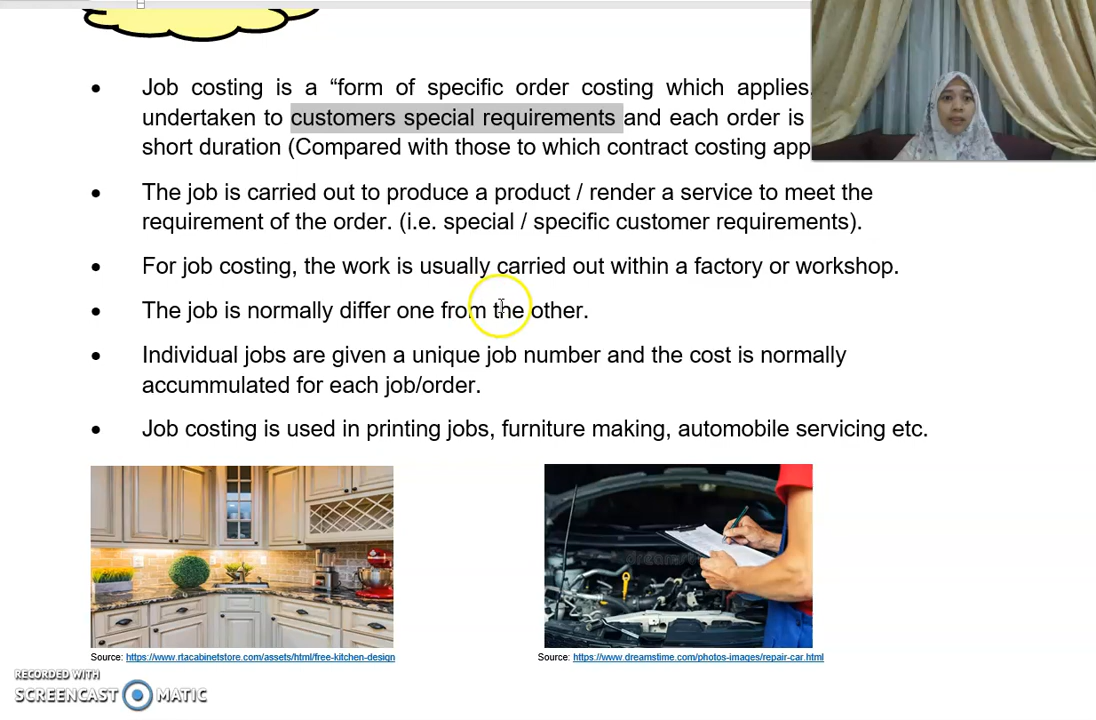 • Job costing is a “form of specific order costing which applies
undertaken to customers special requirements and each order is
short duration (Compared with those to which contract costing app
• The job is carried out to produce a product / render a service to meet the
requirement of the order. (i.e. special / specific customer requirements).
• For job costing, the work is usually carried out within a factory or workshop.
• The job is normally differ one from the other.
• Individual jobs are given a unique job number and the cost is normally
accummulated for each job/order.
• Job costing is used in printing jobs, furniture making, automobile servicing etc.
Source: https://www.rtacabinetstore.com/assets/html/free-kitchen-design
Source: https://www.dreamstime.com/photos-images/repair-car.html
RECORDED WITH
SCREENCAST MATIC